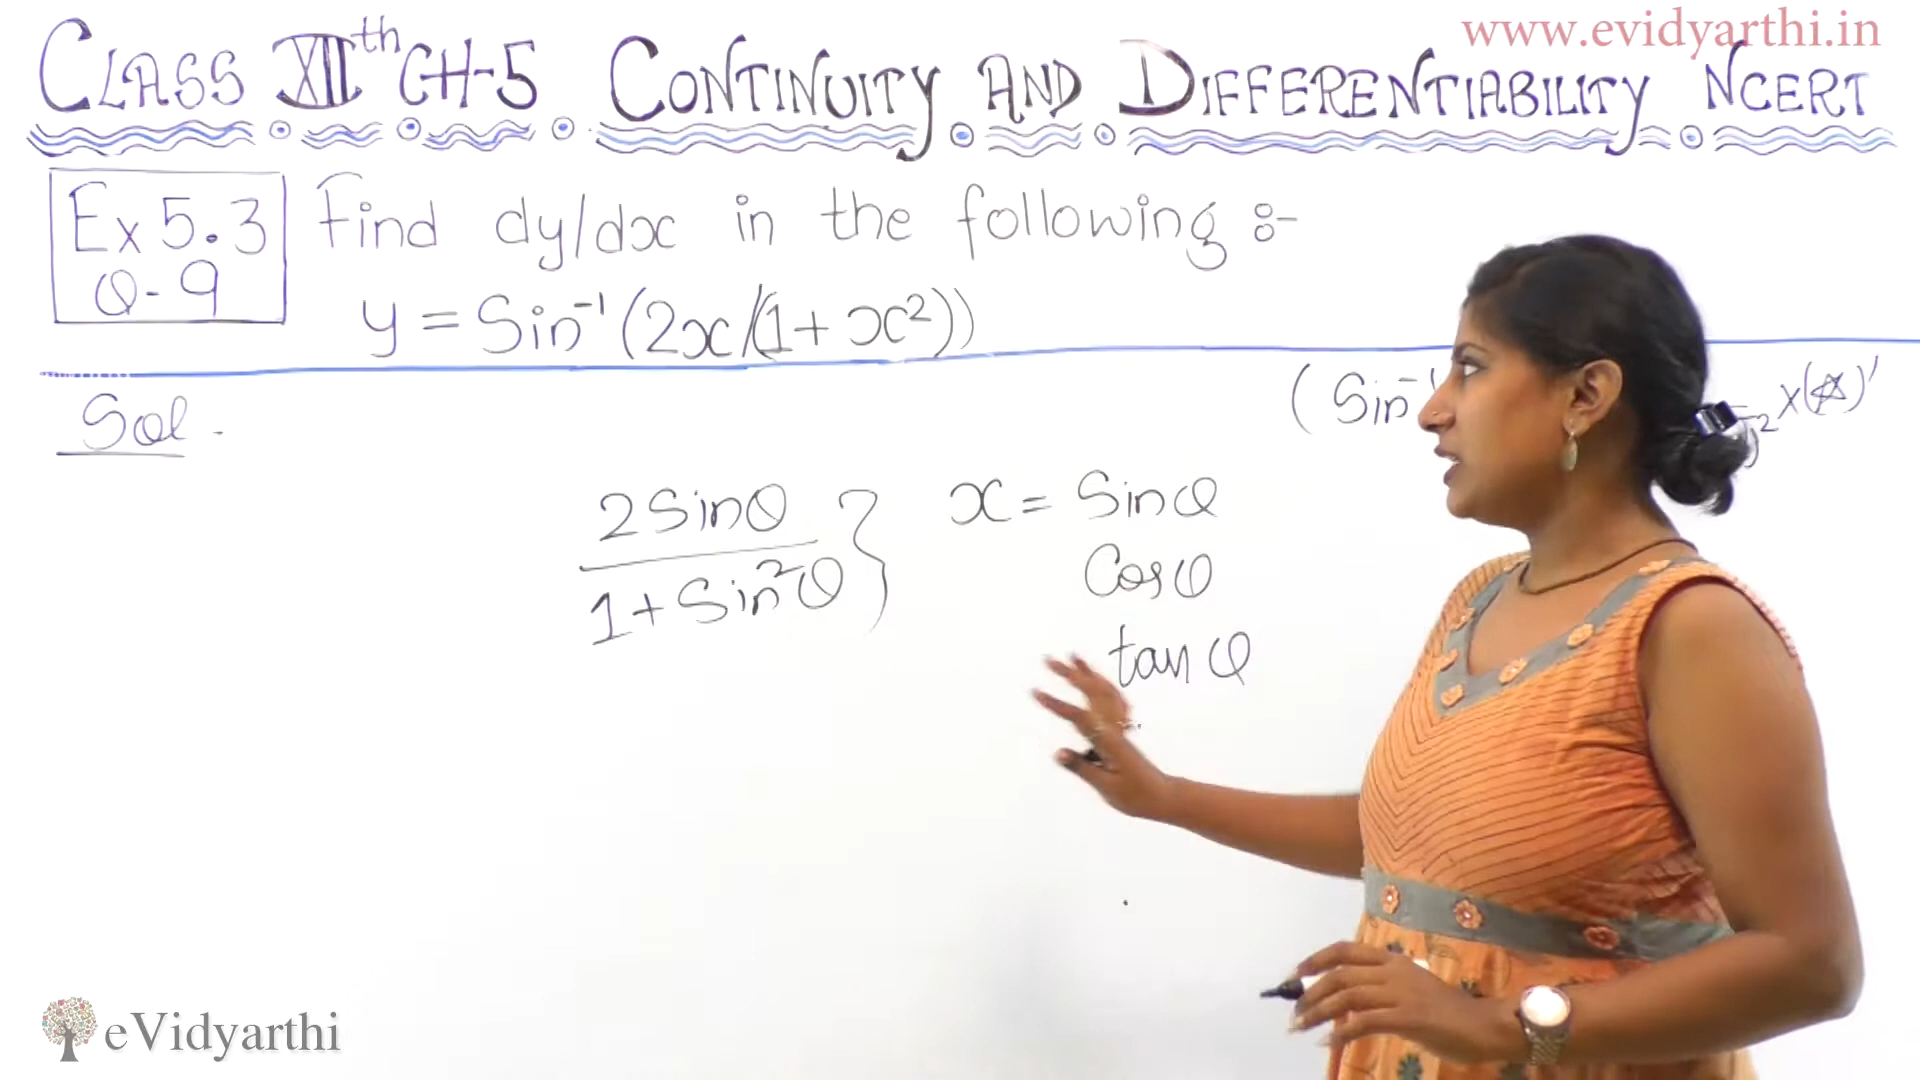 www.evidyarthi.in
CLASS XIIth CH-5 CONTINUITY AND DIFFERENTIABILITY NCERT
Ex 5.3
Q-9
Find dy/dx in the following :-
y = Sin⁻¹ (2x/(1+x²))
Sol.
(Sin⁻¹
2 x(☆)'
2Sinθ
1+Sin²θ
x = Sinθ
Cosθ
tanθ
eVidyarthi